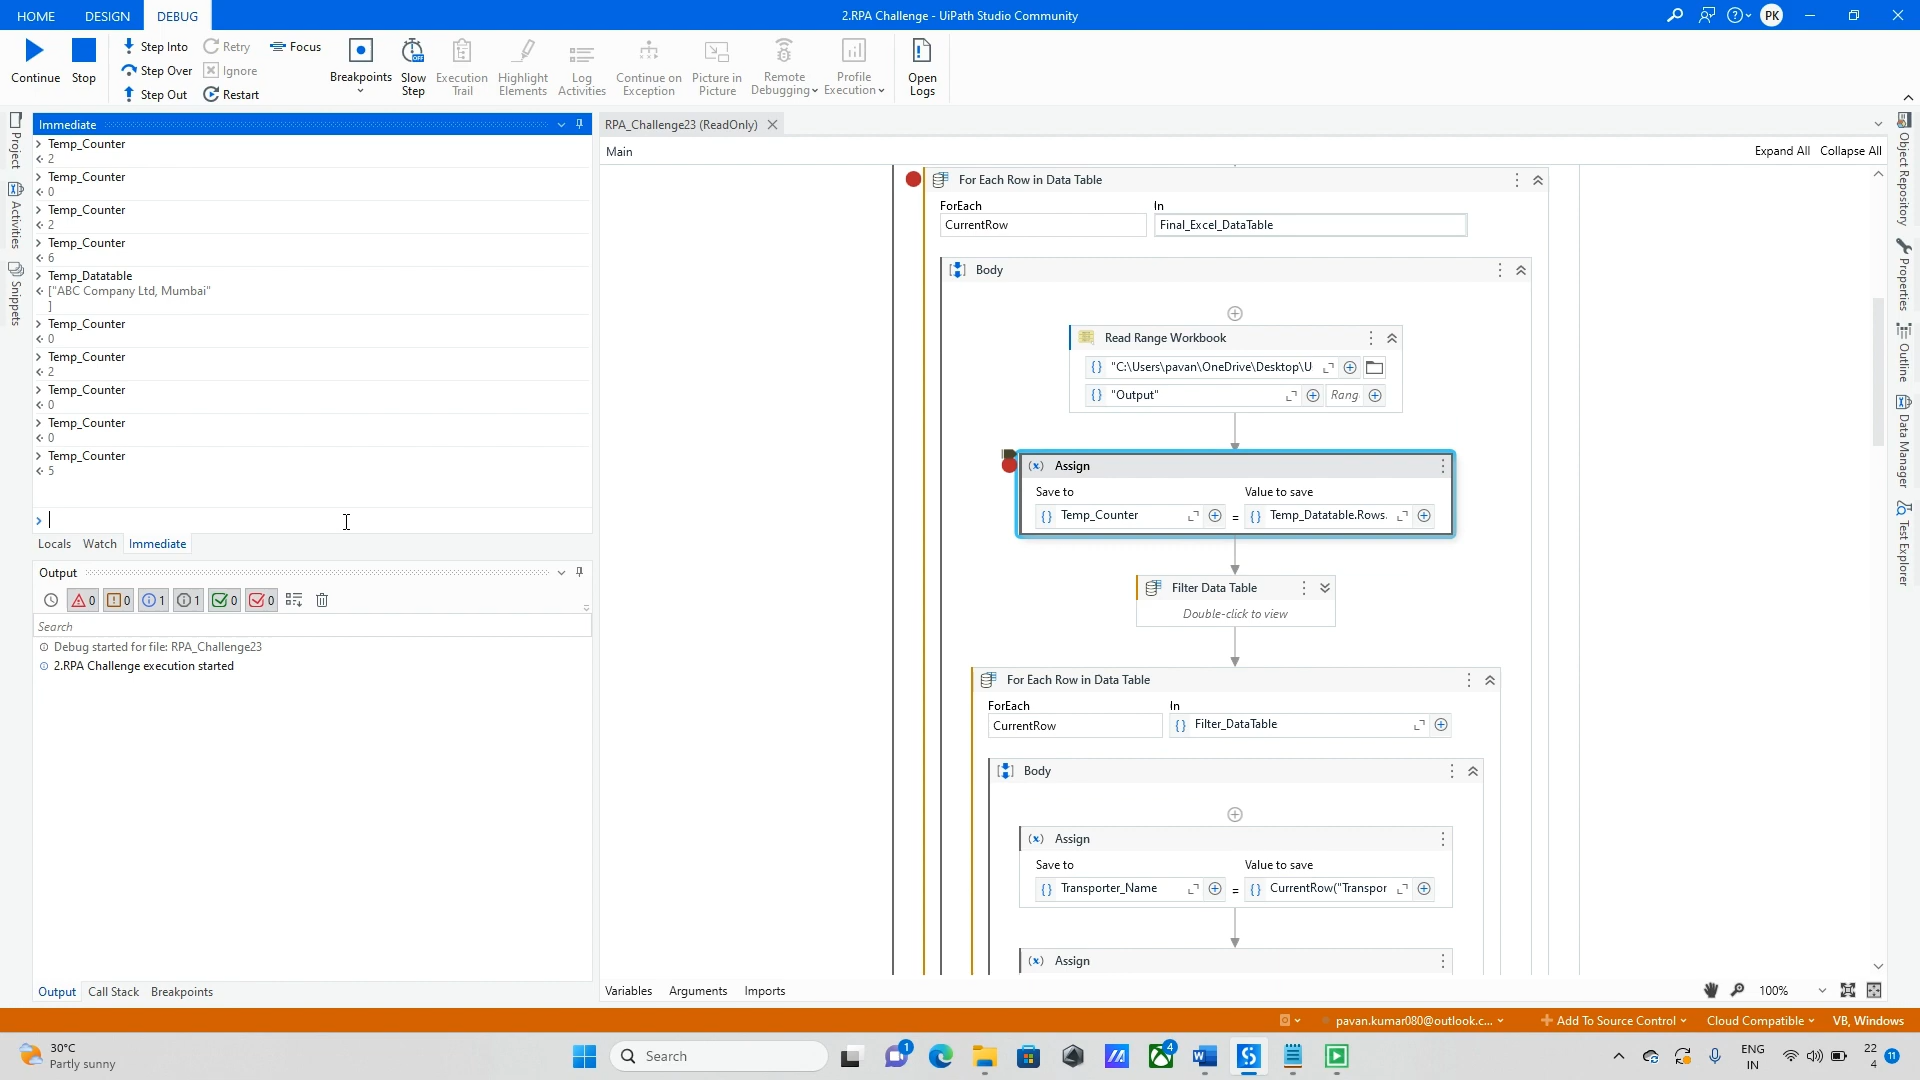 HOME DESIGN DEBUG 2.RPA Challenge - UiPath Studio Community PK
Continue Stop Step Into Step Over Step Out Retry Ignore Restart Focus Breakpoints Slow Step Execution Trail Highlight Elements Log Activities Continue on Exception Picture in Picture Remote Debugging Profile Execution Open Logs
Project
Activities
Snippets
Immediate
Temp_Counter
2
Temp_Counter
0
Temp_Counter
2
Temp_Counter
6
Temp_Datatable
["ABC Company Ltd, Mumbai"
]
Temp_Counter
0
Temp_Counter
2
Temp_Counter
0
Temp_Counter
0
Temp_Counter
5
Locals Watch Immediate
Output
0 0 1 1 0 0
Search
Debug started for file: RPA_Challenge23
2.RPA Challenge execution started
Output Call Stack Breakpoints
RPA_Challenge23 (ReadOnly)
Main Expand All Collapse All
For Each Row in Data Table
ForEach In
CurrentRow Final_Excel_DataTable
Body
Read Range Workbook
"C:\Users\pavan\OneDrive\Desktop\U
"Output" Rang
Assign
Save to Value to save
Temp_Counter = Temp_Datatable.Rows.
Filter Data Table
Double-click to view
For Each Row in Data Table
ForEach In
CurrentRow Filter_DataTable
Body
Assign
Save to Value to save
Transporter_Name = CurrentRow("Transpor
Assign
Variables Arguments Imports 100%
Object Repository
Properties
Outline
Data Manager
Test Explorer
pavan.kumar080@outlook.c... Add To Source Control Cloud Compatible VB, Windows
30°C
Partly sunny
Search
1
4
ENG
IN
22
4
11